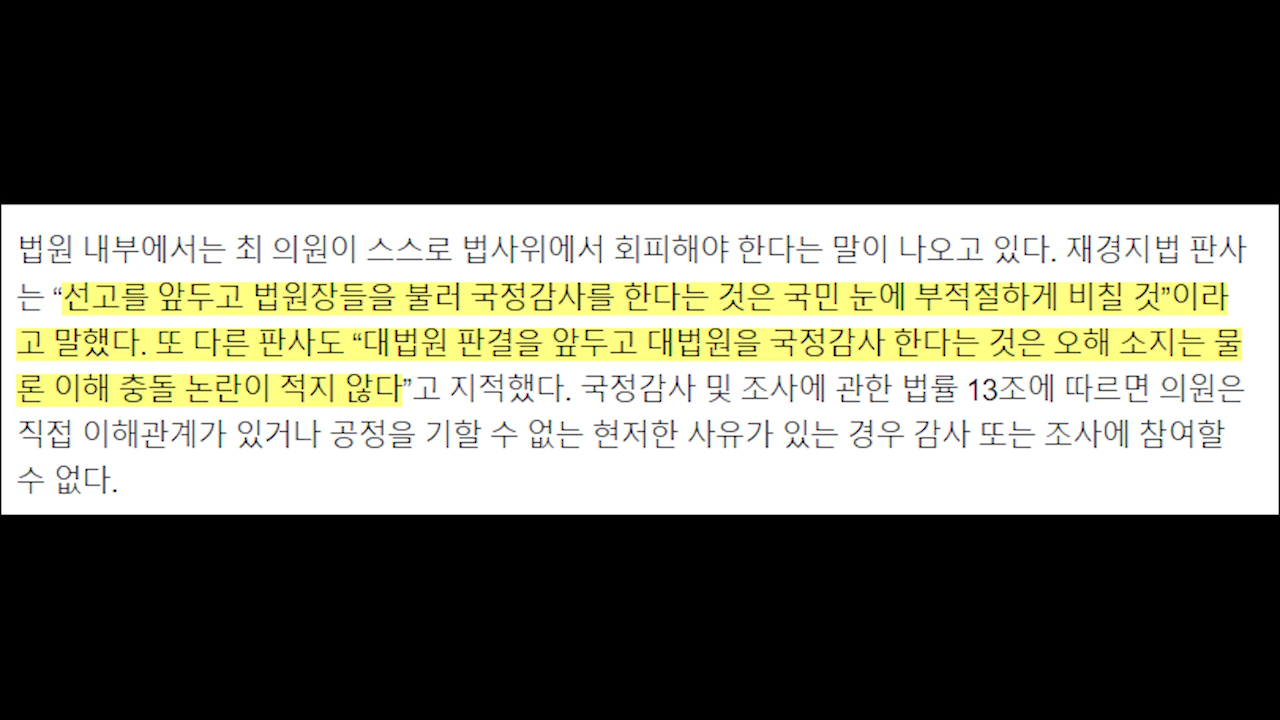 법원 내부에서는 최 의원이 스스로 법사위에서 회피해야 한다는 말이 나오고 있다. 재경지법 판사
는 “선고를 앞두고 법원장들을 불러 국정감사를 한다는 것은 국민 눈에 부적절하게 비칠 것”이라
고 말했다. 또 다른 판사도 “대법원 판결을 앞두고 대법원을 국정감사 한다는 것은 오해 소지는 물
론 이해 충돌 논란이 적지 않다”고 지적했다. 국정감사 및 조사에 관한 법률 13조에 따르면 의원은
직접 이해관계가 있거나 공정을 기할 수 없는 현저한 사유가 있는 경우 감사 또는 조사에 참여할
수 없다.